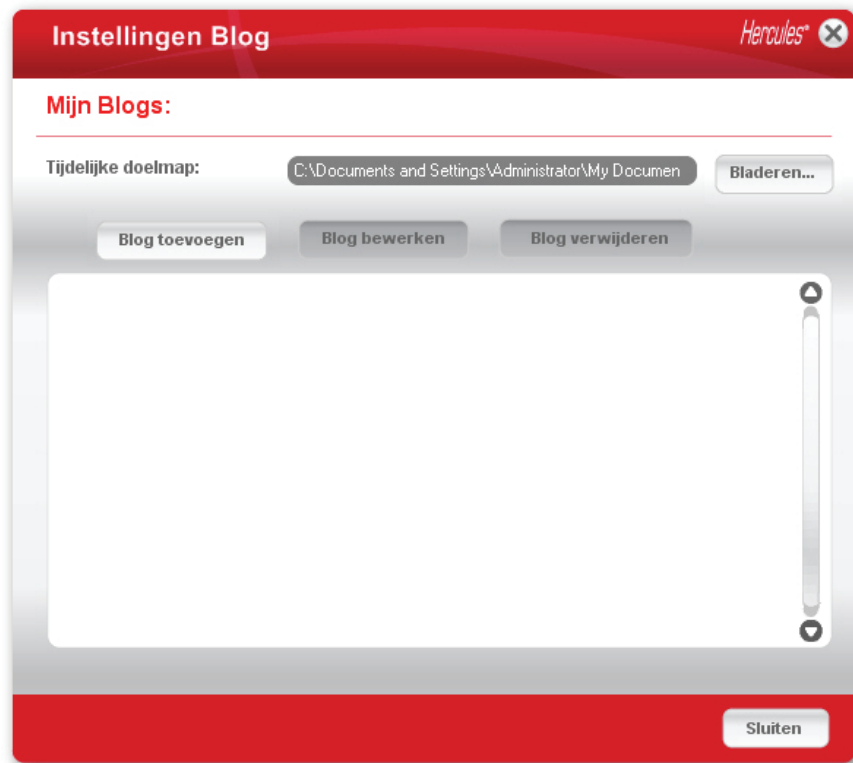 Instellingen Blog
Hercules®
Mijn Blogs:
Tijdelijke doelmap:
C:\Documents and Settings\Administrator\My Documen
Bladeren...
Blog toevoegen
Blog bewerken
Blog verwijderen
Sluiten